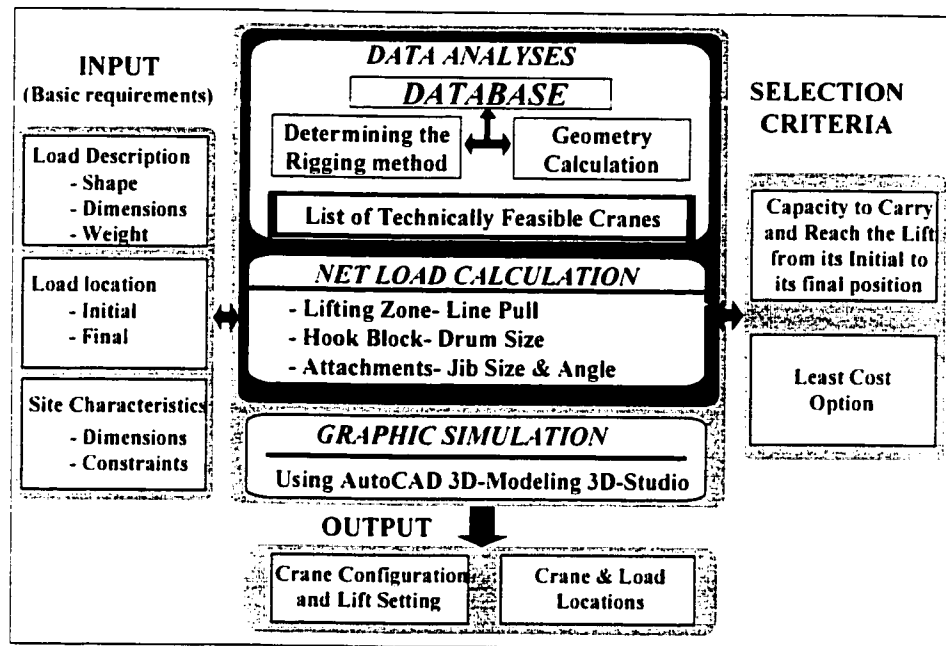 INPUT
(Basic requirements)
Load Description
- Shape
- Dimensions
- Weight
Load location
- Initial
- Final
Site Characteristics
- Dimensions
- Constraints
DATA ANALYSES
DATABASE
Determining the
Rigging method
Geometry
Calculation
List of Technically Feasible Cranes
NET LOAD CALCULATION
- Lifting Zone- Line Pull
- Hook Block- Drum Size
- Attachments- Jib Size & Angle
GRAPHIC SIMULATION
Using AutoCAD 3D-Modeling 3D-Studio
SELECTION
CRITERIA
Capacity to Carry
and Reach the Lift
from its Initial to
its final position
Least Cost
Option
OUTPUT
Crane Configuration
and Lift Setting
Crane & Load
Locations